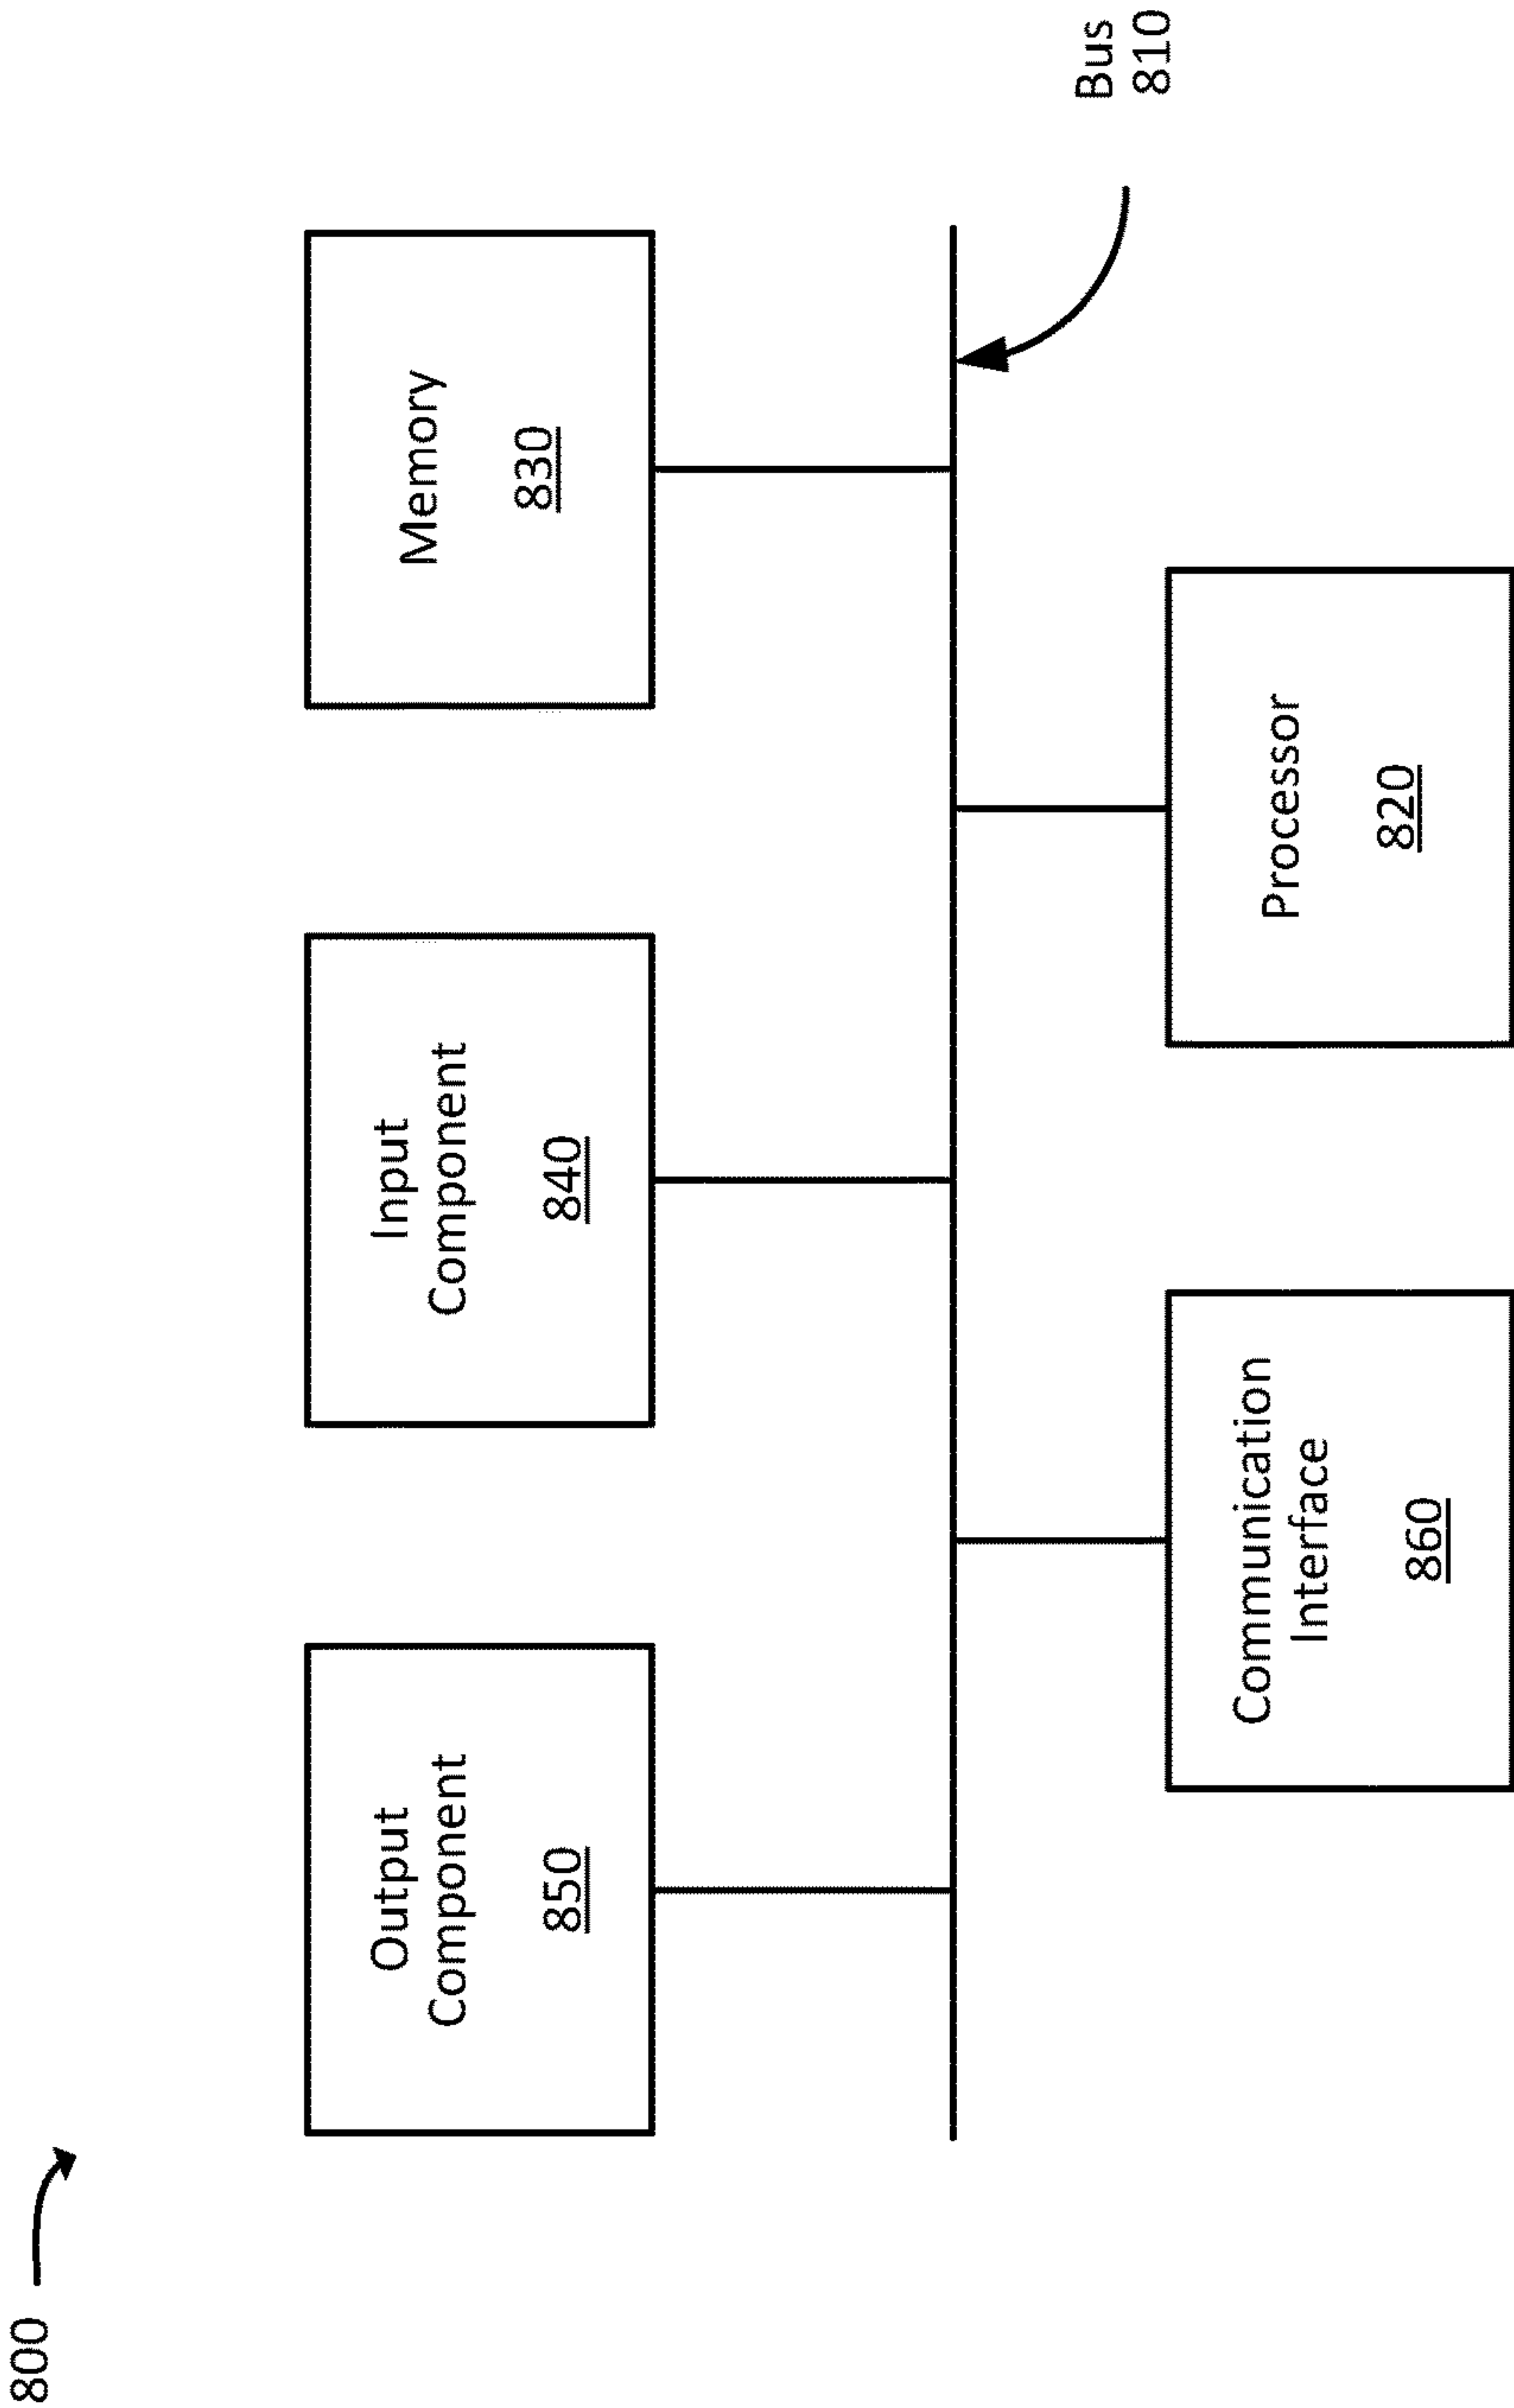 800
Output
Component
850
Input
Component
840
Memory
830
Bus
810
Communication
Interface
860
Processor
820